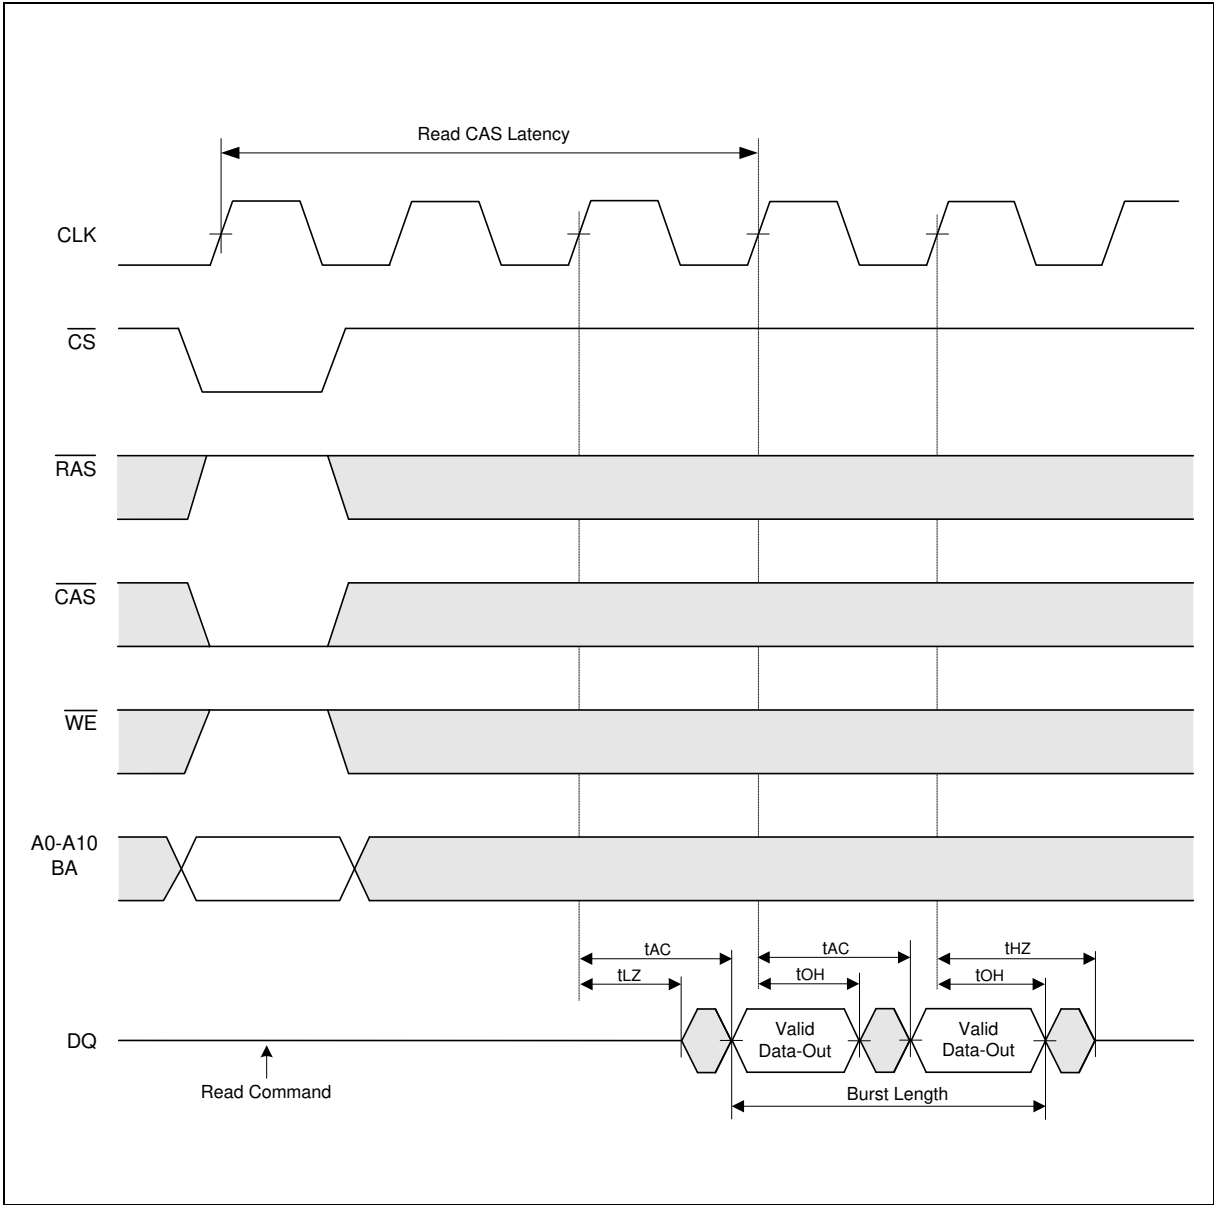 Read CAS Latency
CLK
CS
RAS
CAS
WE
A0-A10
BA
tAC
tAC
tHZ
tLZ
tOH
tOH
DQ
Valid
Data-Out
Valid
Data-Out
Read Command
Burst Length